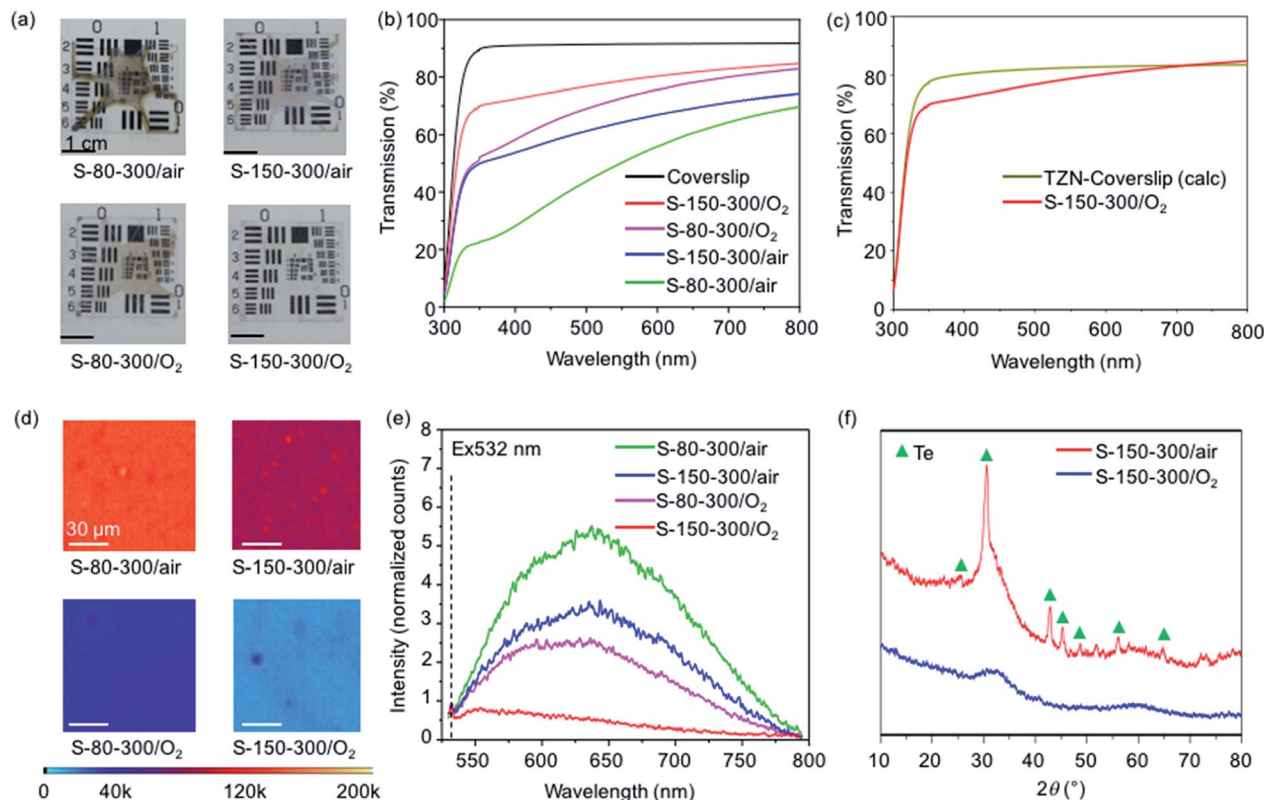 (a)
0 1
2
3
4
5
6
0
1
1 cm
S-80-300/air
0 1
2
3
4
5
6
0
1
S-150-300/air
0 1
2
3
4
5
6
0
1
S-80-300/O₂
0 1
2
3
4
5
6
0
1
S-150-300/O₂
(b)
Transmission (%)
100
80
60
40
20
0
Coverslip
S-150-300/O₂
S-80-300/O₂
S-150-300/air
S-80-300/air
300 400 500 600 700 800
Wavelength (nm)
(c)
Transmission (%)
100
80
60
40
20
0
TZN-Coverslip (calc)
S-150-300/O₂
300 400 500 600 700 800
Wavelength (nm)
(d)
30 μm
S-80-300/air
S-150-300/air
S-80-300/O₂
S-150-300/O₂
0 40k 120k 200k
(e)
Intensity (normalized counts)
8
7
6
5
4
3
2
1
0
Ex532 nm
S-80-300/air
S-150-300/air
S-80-300/O₂
S-150-300/O₂
550 600 650 700 750 800
Wavelength (nm)
(f)
Te
S-150-300/air
S-150-300/O₂
10 20 30 40 50 60 70 80
2θ (°)